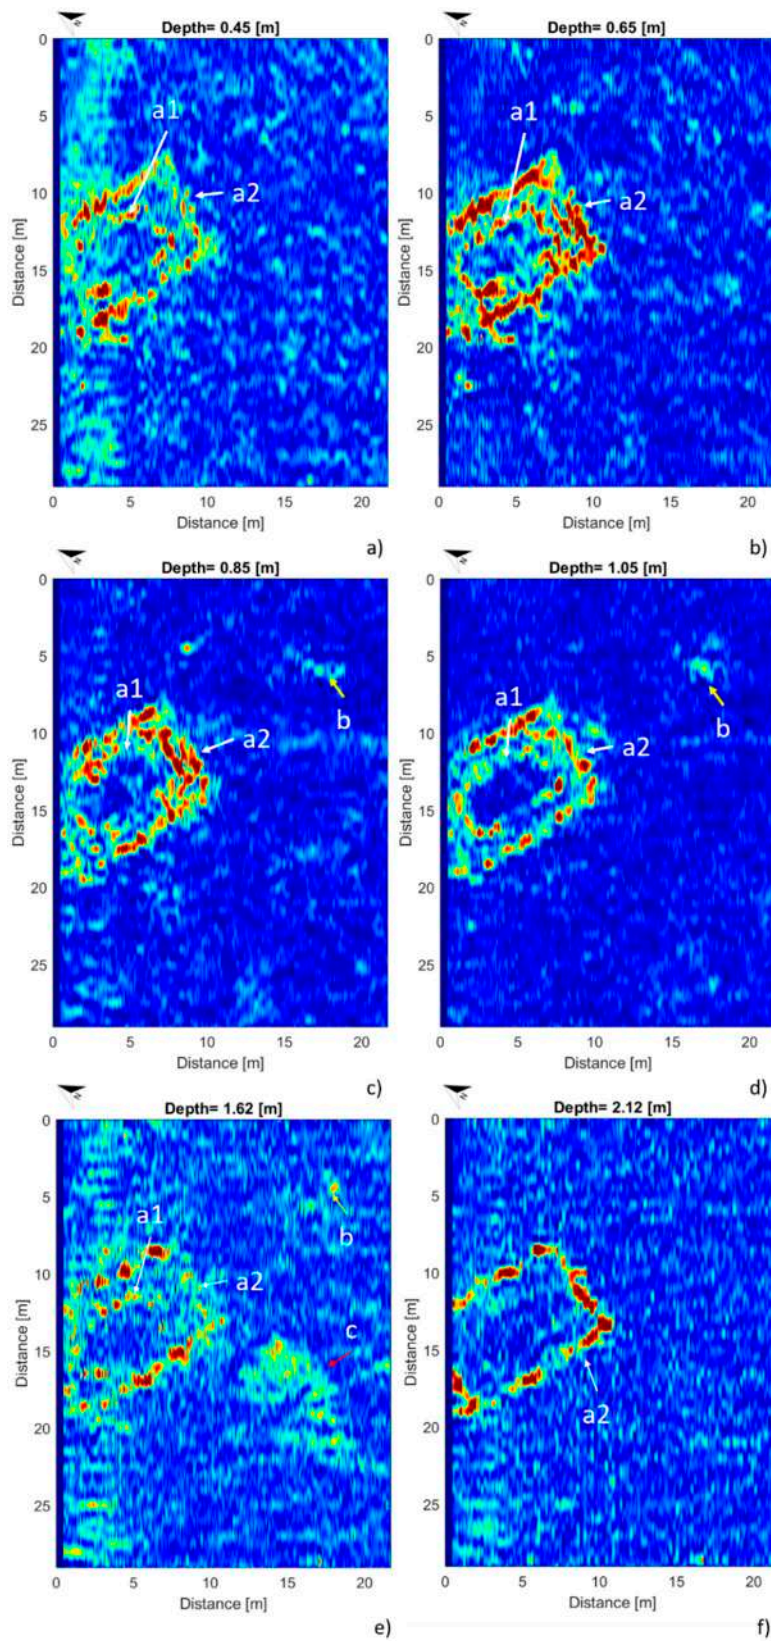 N N
Depth= 0.45 [m] Depth= 0.65 [m]
0 0
a1 a1
5 5
10 10
a2 a2
Distance [m] Distance [m]
15 15
20 20
25 25
0 5 10 15 20 0 5 10 15 20
Distance [m] Distance [m]
a) b)
N N
Depth= 0.85 [m] Depth= 1.05 [m]
0 0
5 5
a1 b a1 b
10 10
a2 a2
Distance [m] Distance [m]
15 15
20 20
25 25
0 5 10 15 20 0 5 10 15 20
Distance [m] Distance [m]
c) d)
N N
Depth= 1.62 [m] Depth= 2.12 [m]
0 0
5 5
a1 b
10 10
a2
c
Distance [m] Distance [m]
15 15
a2
20 20
25 25
0 5 10 15 20 0 5 10 15 20
Distance [m] Distance [m]
e) f)